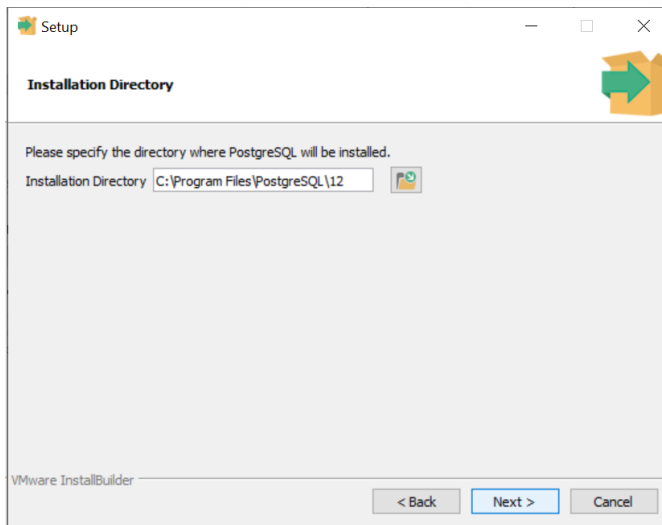 Setup
Installation Directory
Please specify the directory where PostgreSQL will be installed.
Installation Directory C:\Program Files\PostgreSQL\12
VMware InstallBuilder
< Back Next > Cancel